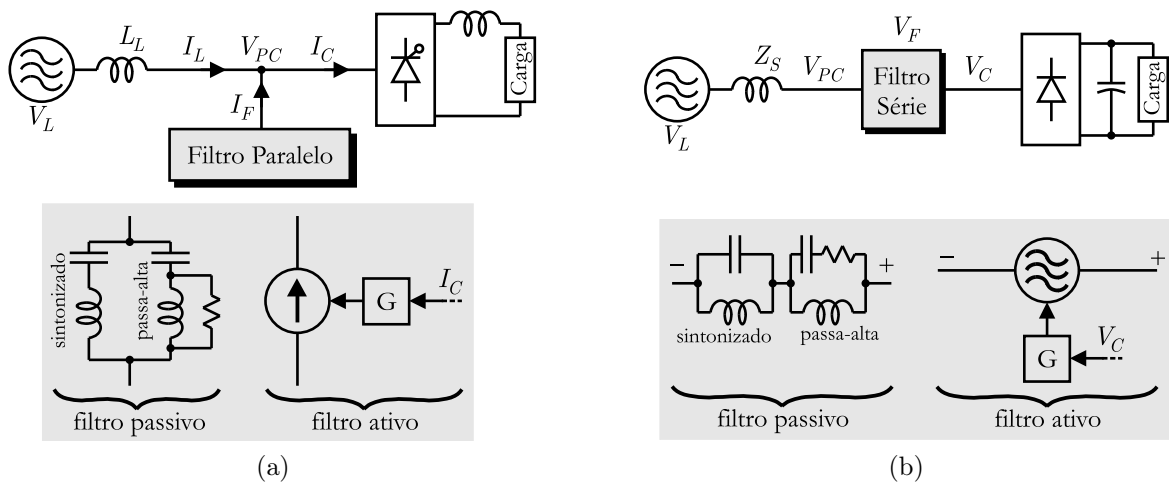 L_L
I_L
V_PC
I_C
V_L
I_F
Carga
Filtro Paralelo
sintonizado
passa-alta
G
I_C
filtro passivo
filtro ativo
(a)
V_F
Z_S
V_PC
Filtro
Série
V_C
V_L
Carga
−
+
sintonizado
passa-alta
−
+
G
V_C
filtro passivo
filtro ativo
(b)